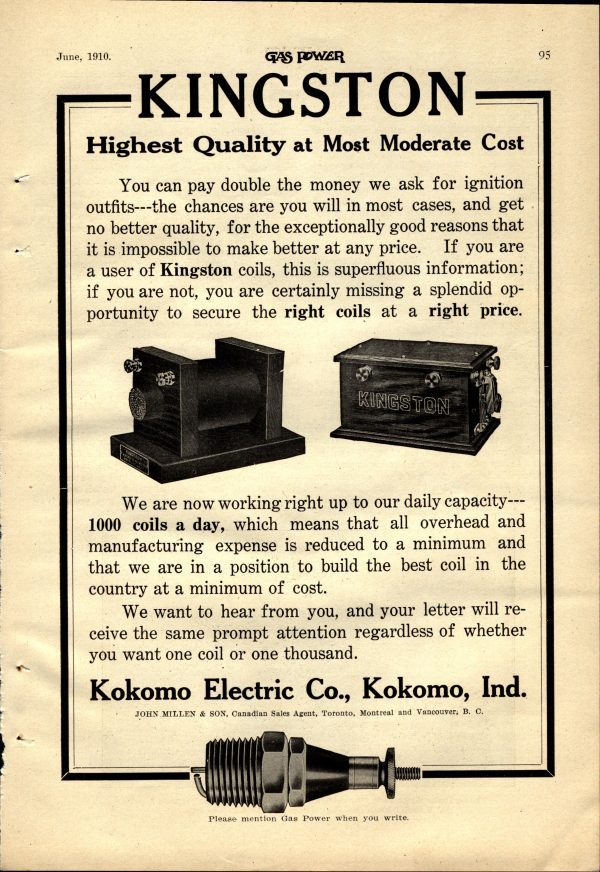 June, 1910.
GAS POWER
95
KINGSTON
Highest Quality at Most Moderate Cost
You can pay double the money we ask for ignition
outfits---the chances are you will in most cases, and get
no better quality, for the exceptionally good reasons that
it is impossible to make better at any price. If you are
a user of Kingston coils, this is superfluous information;
if you are not, you are certainly missing a splendid op-
portunity to secure the right coils at a right price.
KINGSTON
We are now working right up to our daily capacity---
1000 coils a day, which means that all overhead and
manufacturing expense is reduced to a minimum and
that we are in a position to build the best coil in the
country at a minimum of cost.
We want to hear from you, and your letter will re-
ceive the same prompt attention regardless of whether
you want one coil or one thousand.
Kokomo Electric Co., Kokomo, Ind.
JOHN MILLEN & SON, Canadian Sales Agent, Toronto, Montreal and Vancouver, B. C.
Please mention Gas Power when you write.